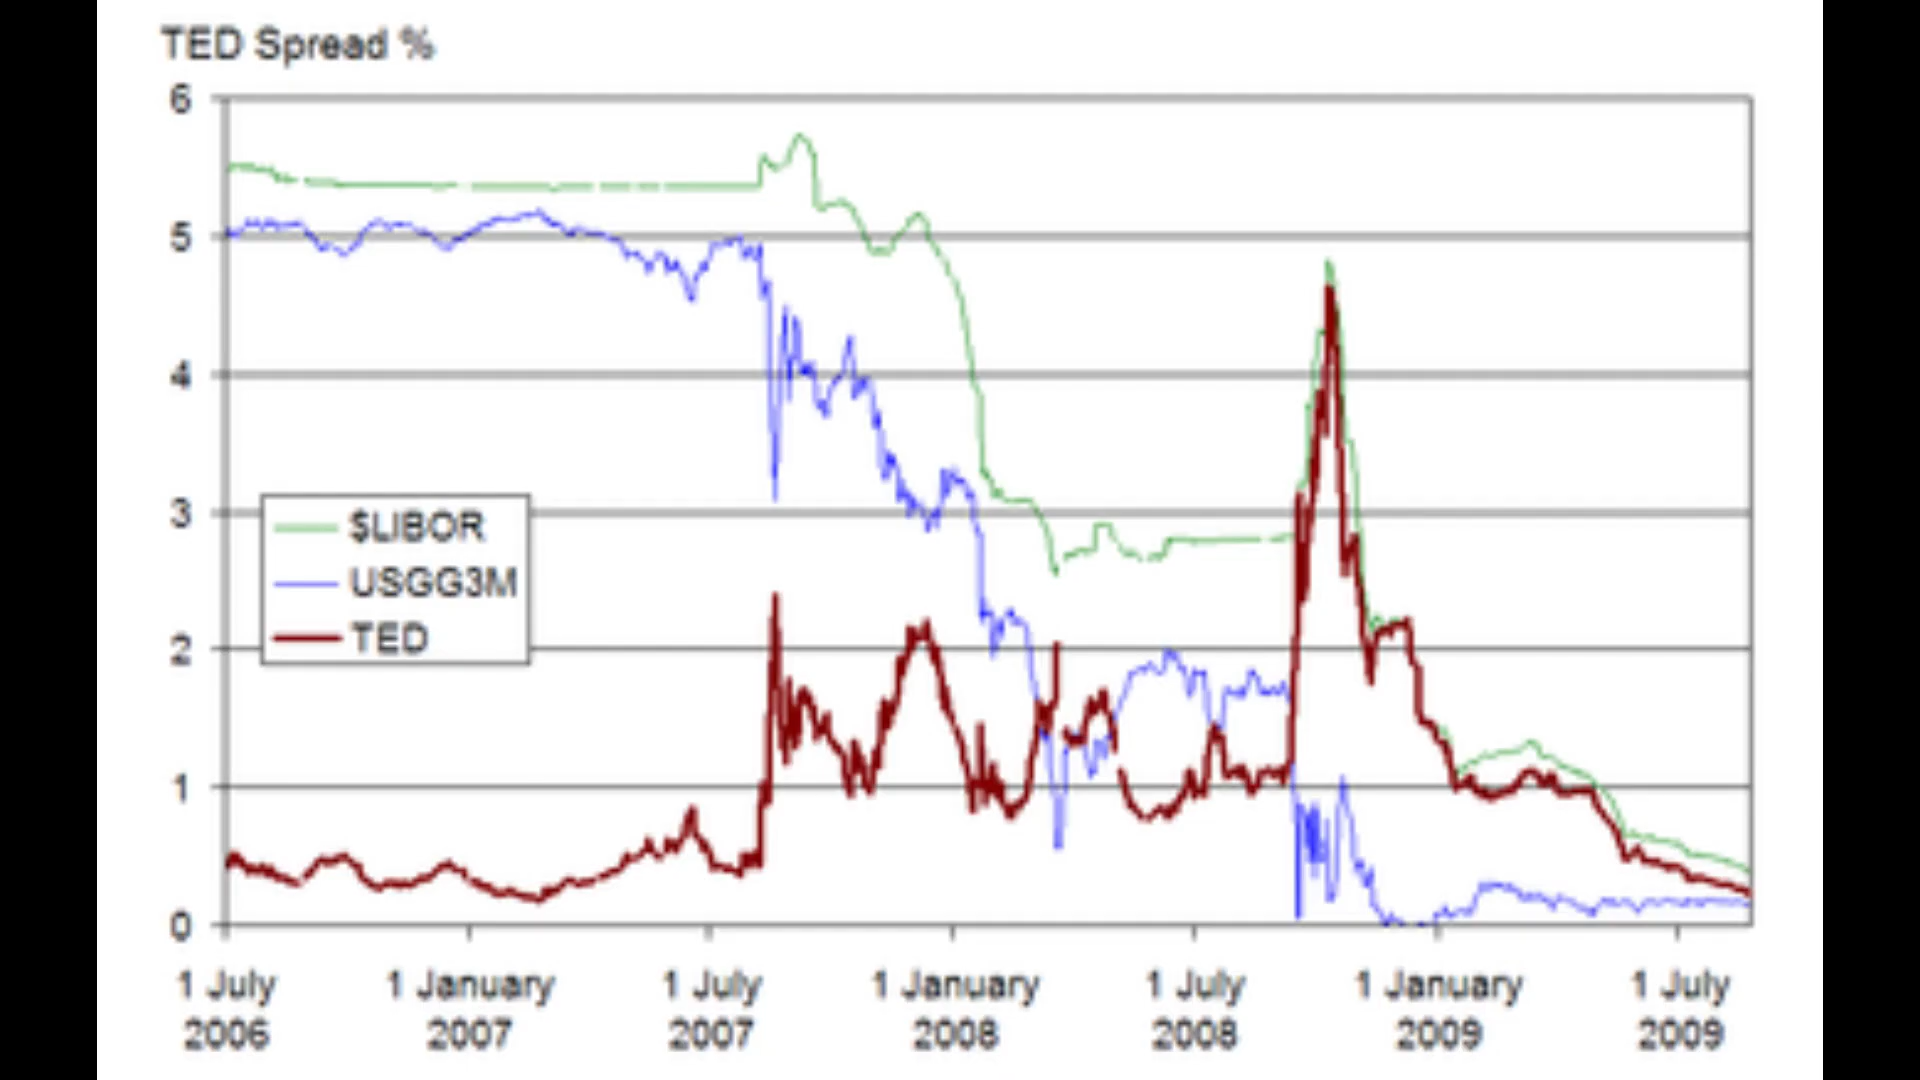 TED Spread %
6
5
4
3
2
1
0
$LIBOR
USGG3M
TED
1 July 2006
1 January 2007
1 July 2007
1 January 2008
1 July 2008
1 January 2009
1 July 2009